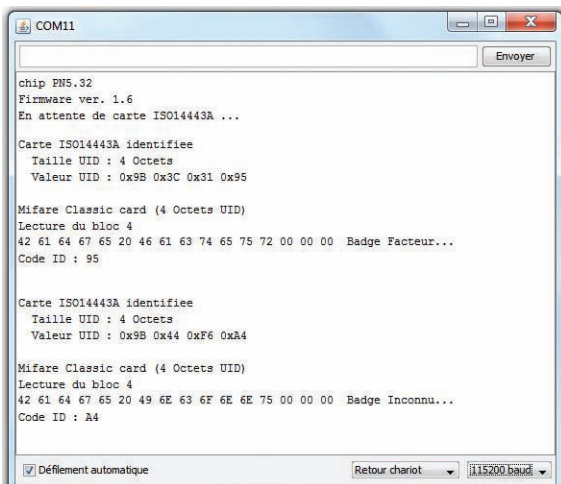 COM11
Envoyer
chip PN5.32
Firmware ver. 1.6
En attente de carte ISO14443A ...
Carte ISO14443A identifiee
Taille UID : 4 Octets
Valeur UID : 0x9B 0x3C 0x31 0x95
Mifare Classic card (4 Octets UID)
Lecture du bloc 4
42 61 64 67 65 20 46 61 63 74 65 75 72 00 00 00 Badge Facteur...
Code ID : 95
Carte ISO14443A identifiee
Taille UID : 4 Octets
Valeur UID : 0x9B 0x44 0xF6 0xA4
Mifare Classic card (4 Octets UID)
Lecture du bloc 4
42 61 64 67 65 20 49 6E 63 6F 6E 6E 75 00 00 00 Badge Inconnu...
Code ID : A4
Défilement automatique Retour chariot 115200 baud